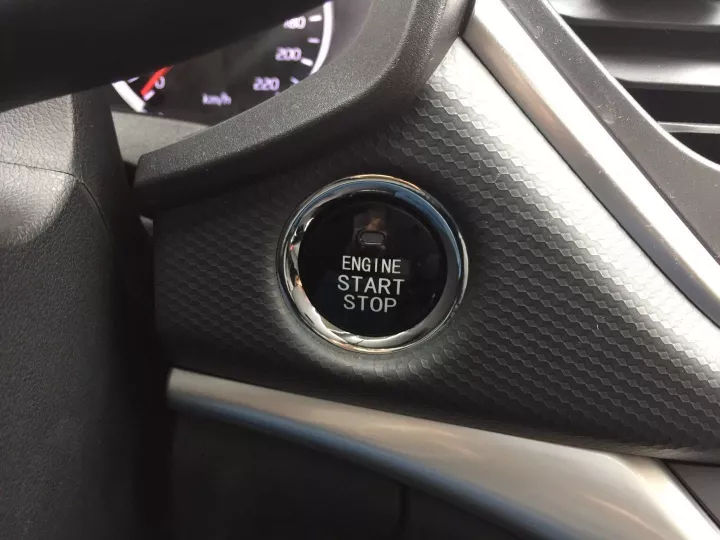 200
220
km/h
ENGINE
START
STOP